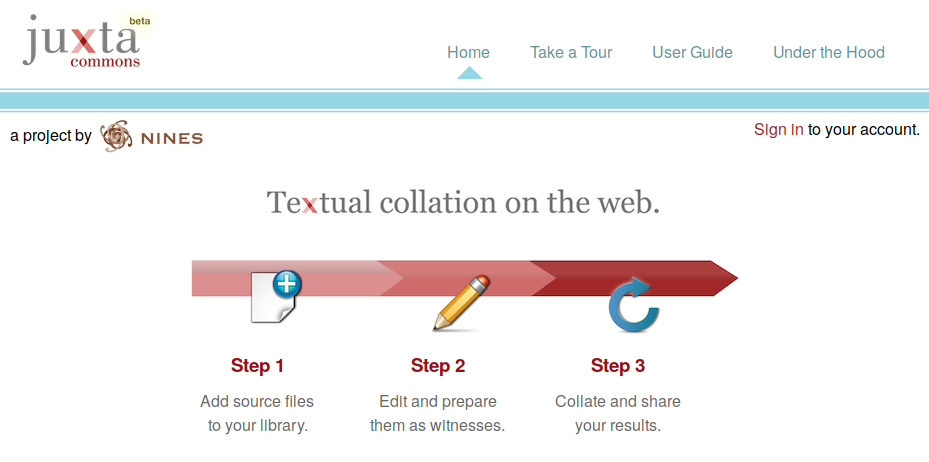 juxta beta
commons
Home Take a Tour User Guide Under the Hood
a project by NINES
Sign in to your account.
Textual collation on the web.
Step 1 Step 2 Step 3
Add source files Edit and prepare Collate and share
to your library. them as witnesses. your results.